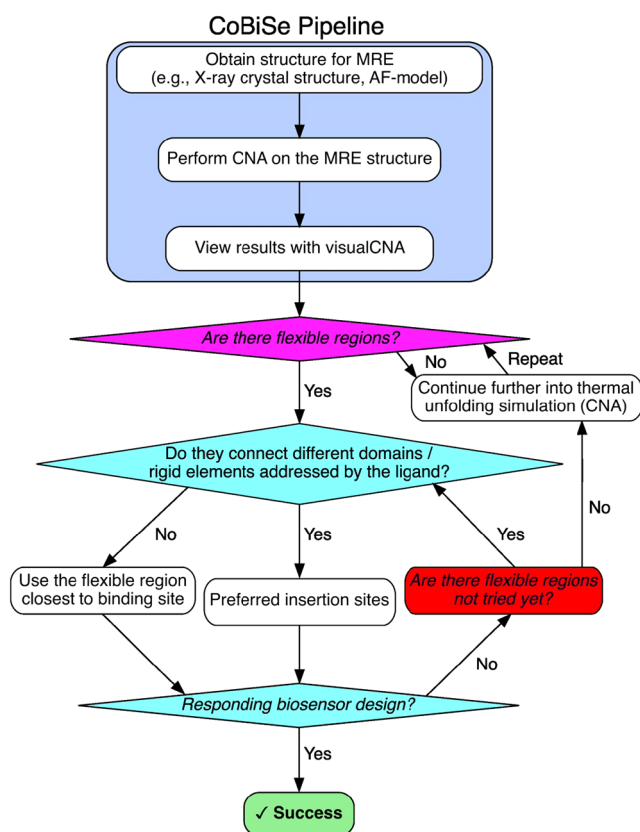 CoBiSe Pipeline
Obtain structure for MRE
(e.g., X-ray crystal structure, AF-model)
Perform CNA on the MRE structure
View results with visualCNA
Are there flexible regions?
No
Repeat
Continue further into thermal
unfolding simulation (CNA)
Yes
Do they connect different domains /
rigid elements addressed by the ligand?
No
Yes
Yes
No
Use the flexible region
closest to binding site
Preferred insertion sites
Are there flexible regions
not tried yet?
No
Responding biosensor design?
Yes
✓ Success